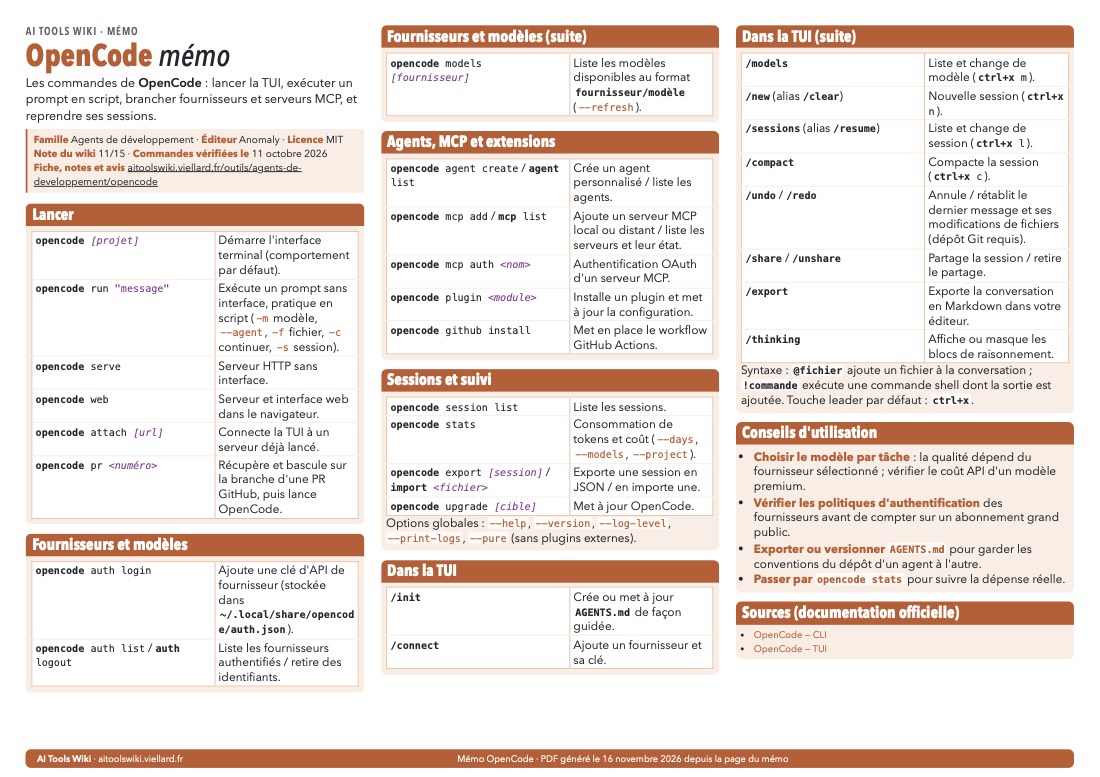 AI TOOLS WIKI · MÉMO
OpenCode mémo
Les commandes de OpenCode : lancer la TUI, exécuter un
prompt en script, brancher fournisseurs et serveurs MCP, et
reprendre ses sessions.
Famille Agents de développement · Éditeur Anomaly · Licence MIT
Note du wiki 11/15 · Commandes vérifiées le 11 octobre 2026
Fiche, notes et avis aitoolswiki.viellard.fr/outils/agents-de-
developpement/opencode
Lancer
opencode [projet]
Démarre l'interface
terminal (comportement
par défaut).
opencode run "message"
Exécute un prompt sans
interface, pratique en
script (-m modèle,
--agent, -f fichier, -c
continuer, -s session).
opencode serve
Serveur HTTP sans
interface.
opencode web
Serveur et interface web
dans le navigateur.
opencode attach [url]
Connecte la TUI à un
serveur déjà lancé.
opencode pr <numéro>
Récupère et bascule sur
la branche d'une PR
GitHub, puis lance
OpenCode.
Fournisseurs et modèles
opencode auth login
Ajoute une clé d'API de
fournisseur (stockée
dans
~/.local/share/opencod
e/auth.json).
opencode auth list / auth
logout
Liste les fournisseurs
authentifiés / retire des
identifiants.
Fournisseurs et modèles (suite)
opencode models
[fournisseur]
Liste les modèles
disponibles au format
fournisseur/modèle
(--refresh).
Agents, MCP et extensions
opencode agent create / agent
list
Crée un agent
personnalisé / liste les
agents.
opencode mcp add / mcp list
Ajoute un serveur MCP
local ou distant / liste les
serveurs et leur état.
opencode mcp auth <nom>
Authentification OAuth
d'un serveur MCP.
opencode plugin <module>
Installe un plugin et met
à jour la configuration.
opencode github install
Met en place le workflow
GitHub Actions.
Sessions et suivi
opencode session list
Liste les sessions.
opencode stats
Consommation de
tokens et coût (--days,
--models, --project).
opencode export [session] /
import <fichier>
Exporte une session en
JSON / en importe une.
opencode upgrade [cible]
Met à jour OpenCode.
Options globales : --help, --version, --log-level,
--print-logs, --pure (sans plugins externes).
Dans la TUI
/init
Crée ou met à jour
AGENTS.md de façon
guidée.
/connect
Ajoute un fournisseur et
sa clé.
Dans la TUI (suite)
/models
Liste et change de
modèle (ctrl+x m).
/new (alias /clear)
Nouvelle session (ctrl+x
n).
/sessions (alias /resume)
Liste et change de
session (ctrl+x l).
/compact
Compacte la session
(ctrl+x c).
/undo / /redo
Annule / rétablit le
dernier message et ses
modifications de fichiers
(dépôt Git requis).
/share / /unshare
Partage la session / retire
le partage.
/export
Exporte la conversation
en Markdown dans votre
éditeur.
/thinking
Affiche ou masque les
blocs de raisonnement.
Syntaxe : @fichier ajoute un fichier à la conversation ;
!commande exécute une commande shell dont la sortie est
ajoutée. Touche leader par défaut : ctrl+x.
Conseils d'utilisation
• Choisir le modèle par tâche : la qualité dépend du
fournisseur sélectionné ; vérifier le coût API d'un modèle
premium.
• Vérifier les politiques d'authentification des
fournisseurs avant de compter sur un abonnement grand
public.
• Exporter ou versionner AGENTS.md pour garder les
conventions du dépôt d'un agent à l'autre.
• Passer par opencode stats pour suivre la dépense réelle.
Sources (documentation officielle)
• OpenCode – CLI
• OpenCode – TUI
AI Tools Wiki · aitoolswiki.viellard.fr
Mémo OpenCode · PDF généré le 16 novembre 2026 depuis la page du mémo